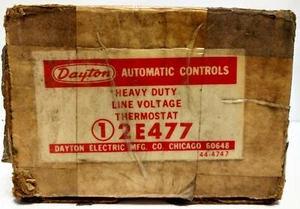 Dayton AUTOMATIC CONTROLS
HEAVY DUTY
LINE VOLTAGE
THERMOSTAT
① 2E477
DAYTON ELECTRIC MFG. CO. CHICAGO 60648
44-4747